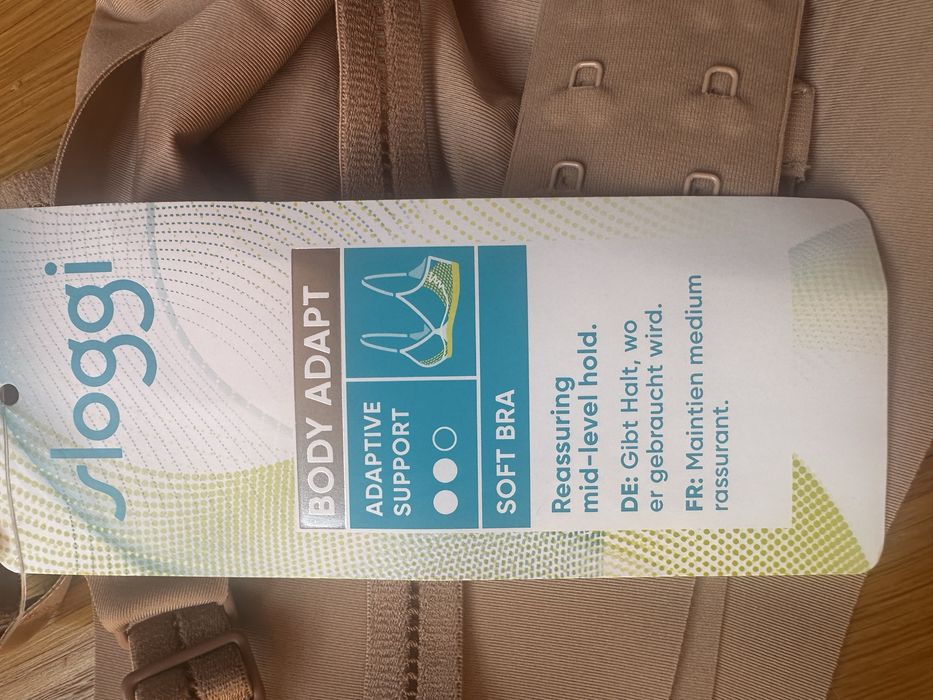 sloggi
BODY ADAPT
ADAPTIVE
SUPPORT
SOFT BRA
Reassuring
mid-level hold.
DE: Gibt Halt, wo
er gebraucht wird.
FR: Maintien medium
rassurant.